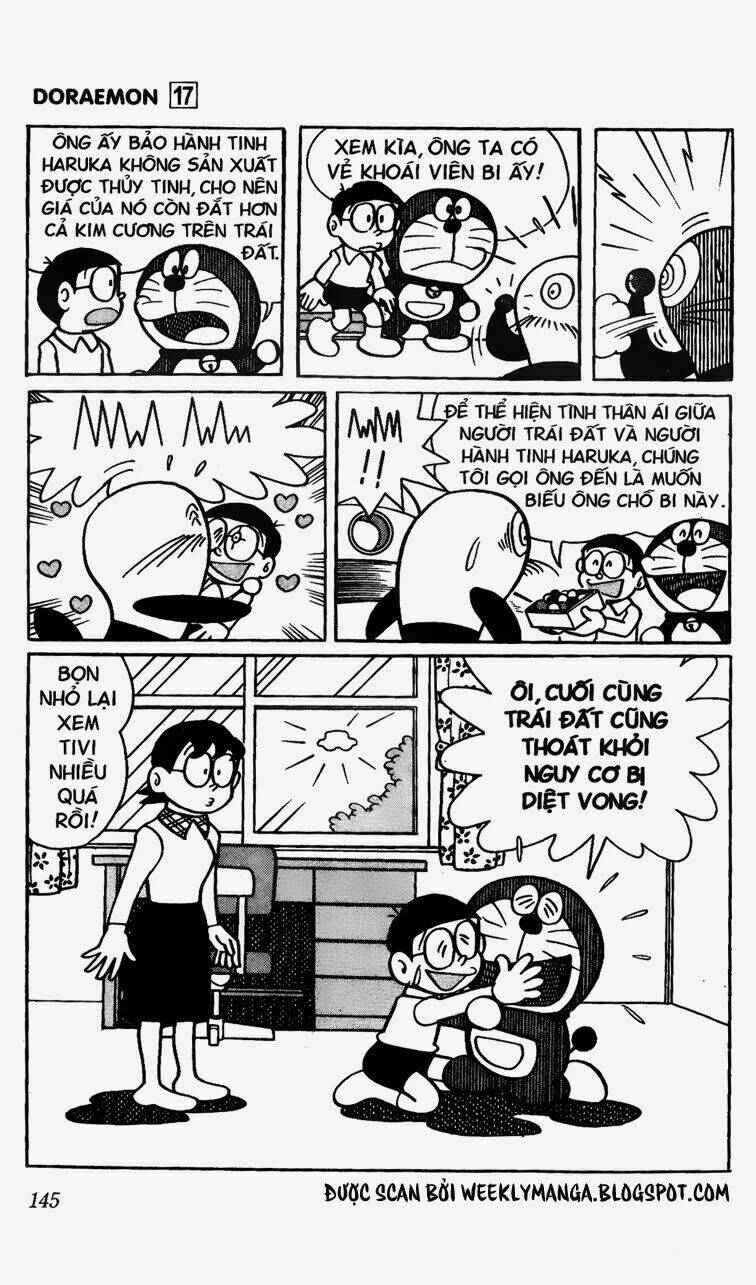 DORAEMON 17
ÔNG ẤY BẢO HÀNH TINH
HARUKA KHÔNG SẢN XUẤT
ĐƯỢC THỦY TINH, CHO NÊN
GIÁ CỦA NÓ CÒN ĐẮT HƠN
CẢ KIM CƯƠNG TRÊN TRÁI
ĐẤT.
XEM KÌA, ÔNG TA CÓ
VẺ KHOÁI VIÊN BI ẤY!
!!
ĐỂ THỂ HIỆN TÌNH THÂN ÁI GIỮA
NGƯỜI TRÁI ĐẤT VÀ NGƯỜI
HÀNH TINH HARUKA, CHÚNG
TÔI GỌI ÔNG ĐẾN LÀ MUỐN
BIẾU ÔNG CHỖ BI NÀY.
BỌN
NHỎ LẠI
XEM
TIVI
NHIỀU
QUÁ
RỒI!
ÔI, CUỐI CÙNG
TRÁI ĐẤT CŨNG
THOÁT KHỎI
NGUY CƠ BỊ
DIỆT VONG!
145
ĐƯỢC SCAN BỞI WEEKLYMANGA.BLOGSPOT.COM